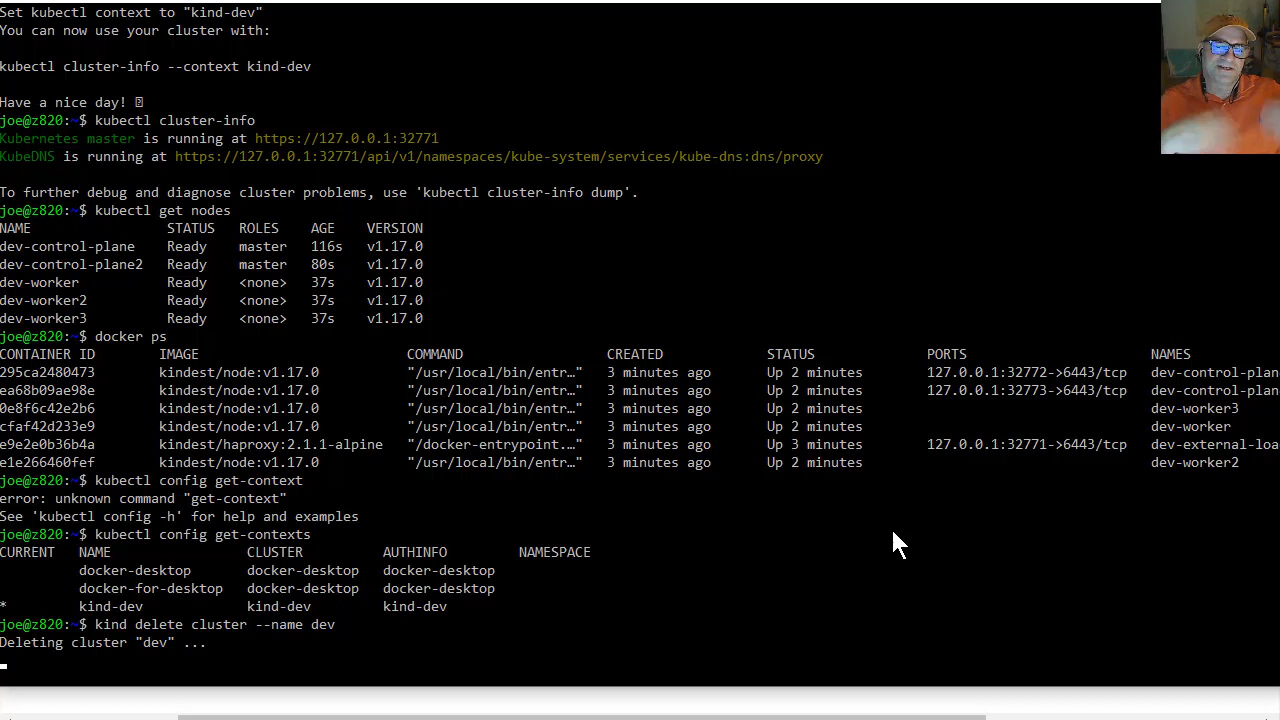 Set kubectl context to "kind-dev"
You can now use your cluster with:
kubectl cluster-info --context kind-dev
Have a nice day!
joe@z820:~$ kubectl cluster-info
Kubernetes master is running at https://127.0.0.1:32771
KubeDNS is running at https://127.0.0.1:32771/api/v1/namespaces/kube-system/services/kube-dns:dns/proxy
To further debug and diagnose cluster problems, use 'kubectl cluster-info dump'.
joe@z820:~$ kubectl get nodes
NAME STATUS ROLES AGE VERSION
dev-control-plane Ready master 116s v1.17.0
dev-control-plane2 Ready master 80s v1.17.0
dev-worker Ready <none> 37s v1.17.0
dev-worker2 Ready <none> 37s v1.17.0
dev-worker3 Ready <none> 37s v1.17.0
joe@z820:~$ docker ps
CONTAINER ID IMAGE COMMAND CREATED STATUS PORTS NAMES
295ca2480473 kindest/node:v1.17.0 "/usr/local/bin/entr…" 3 minutes ago Up 2 minutes 127.0.0.1:32772->6443/tcp dev-control-plan
ea68b09ae98e kindest/node:v1.17.0 "/usr/local/bin/entr…" 3 minutes ago Up 2 minutes 127.0.0.1:32773->6443/tcp dev-control-plan
0e8f6c42e2b6 kindest/node:v1.17.0 "/usr/local/bin/entr…" 3 minutes ago Up 2 minutes dev-worker3
cfaf42d233e9 kindest/node:v1.17.0 "/usr/local/bin/entr…" 3 minutes ago Up 2 minutes dev-worker
e9e2e0b36b4a kindest/haproxy:2.1.1-alpine "/docker-entrypoint.…" 3 minutes ago Up 3 minutes 127.0.0.1:32771->6443/tcp dev-external-loa
e1e266460fef kindest/node:v1.17.0 "/usr/local/bin/entr…" 3 minutes ago Up 2 minutes dev-worker2
joe@z820:~$ kubectl config get-context
error: unknown command "get-context"
See 'kubectl config -h' for help and examples
joe@z820:~$ kubectl config get-contexts
CURRENT NAME CLUSTER AUTHINFO NAMESPACE
docker-desktop docker-desktop docker-desktop
docker-for-desktop docker-desktop docker-desktop
* kind-dev kind-dev kind-dev
joe@z820:~$ kind delete cluster --name dev
Deleting cluster "dev" ...